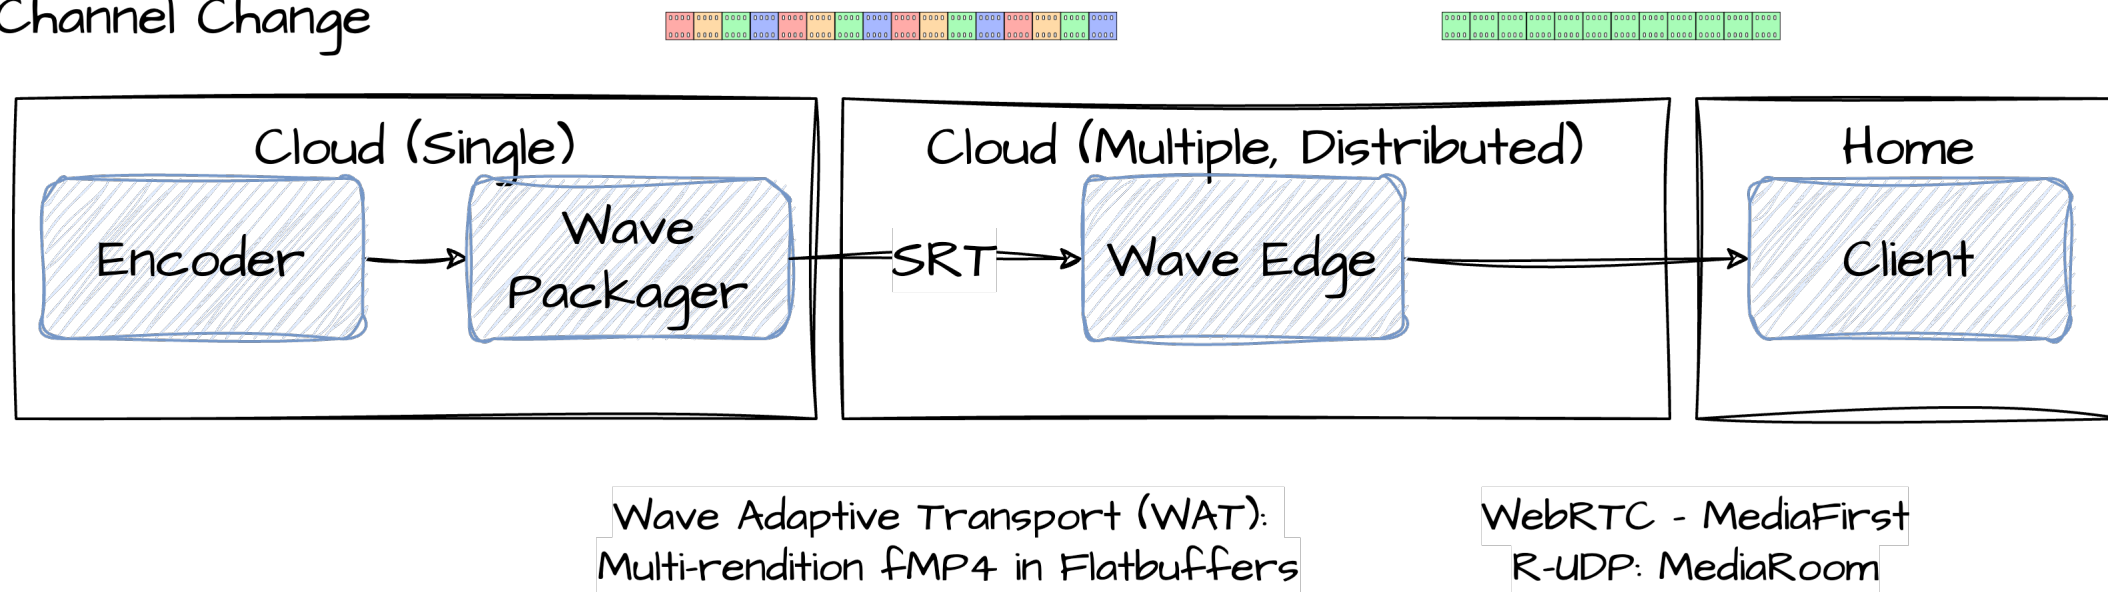 Channel Change
Cloud (Single)
Cloud (Multiple, Distributed)
Home
Encoder
Wave
Packager
SRT
Wave Edge
Client
Wave Adaptive Transport (WAT):
Multi-rendition fMP4 in Flatbuffers
WebRTC - MediaFirst
R-UDP: MediaRoom